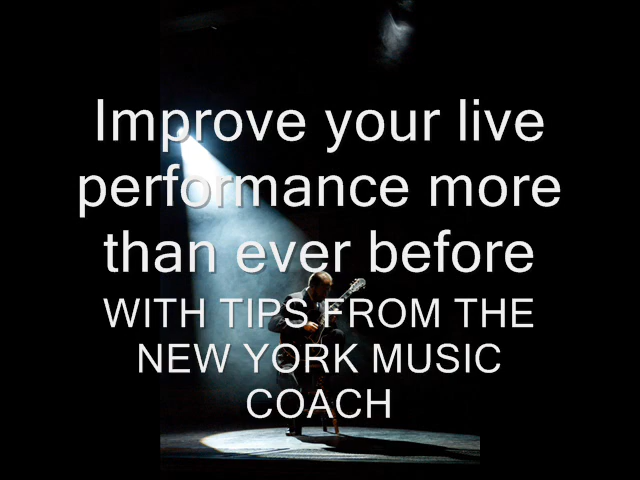 Improve your live
performance more
than ever before
WITH TIPS FROM THE
NEW YORK MUSIC
COACH